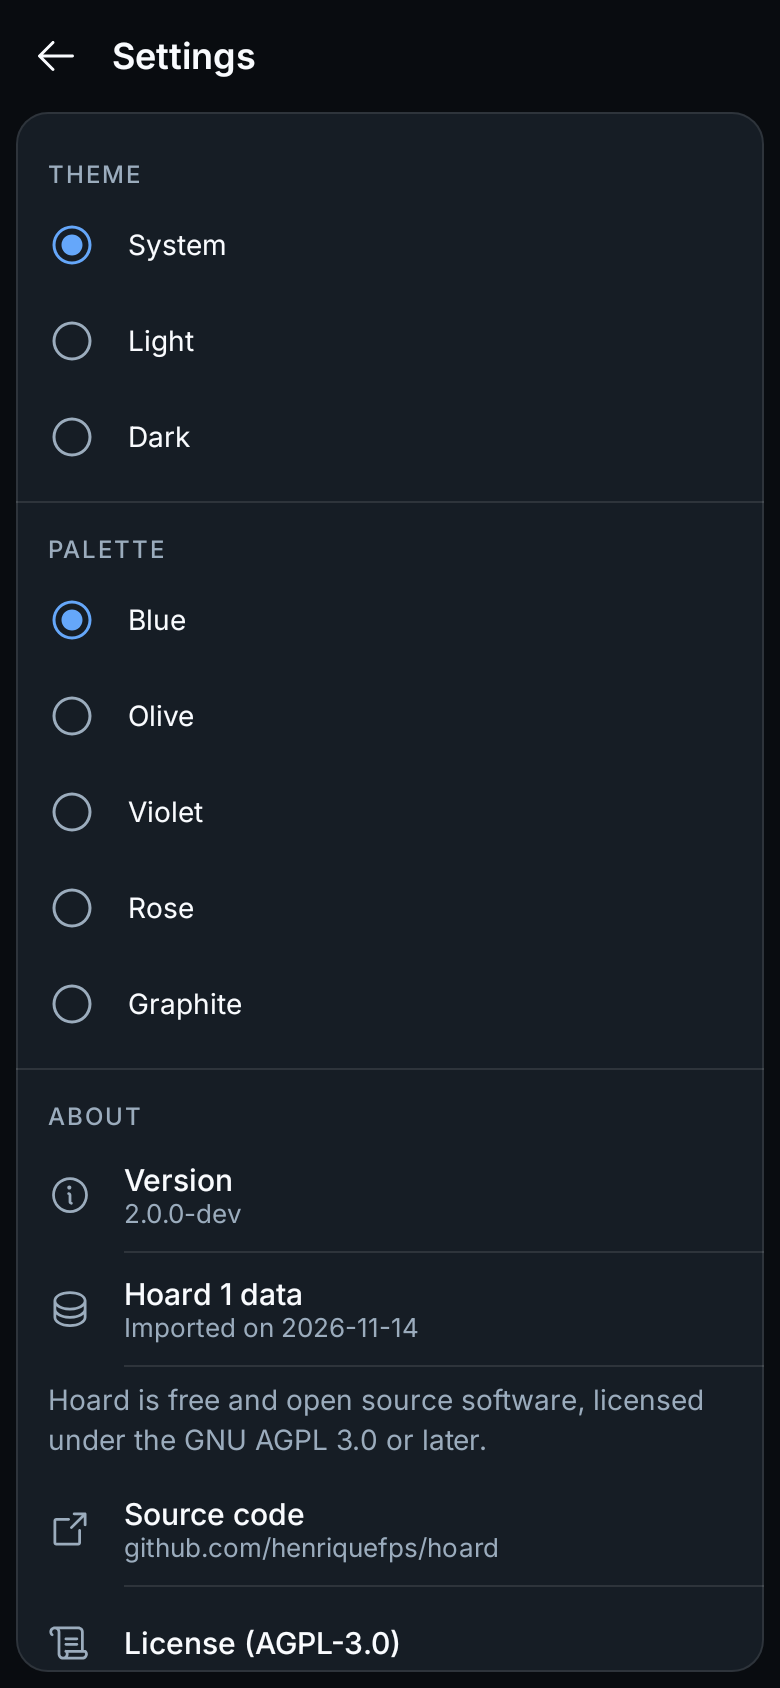 Settings
THEME
System
Light
Dark
PALETTE
Blue
Olive
Violet
Rose
Graphite
ABOUT
Version
2.0.0-dev
Hoard 1 data
Imported on 2026-11-14
Hoard is free and open source software, licensed
under the GNU AGPL 3.0 or later.
Source code
github.com/henriquefps/hoard
License (AGPL-3.0)